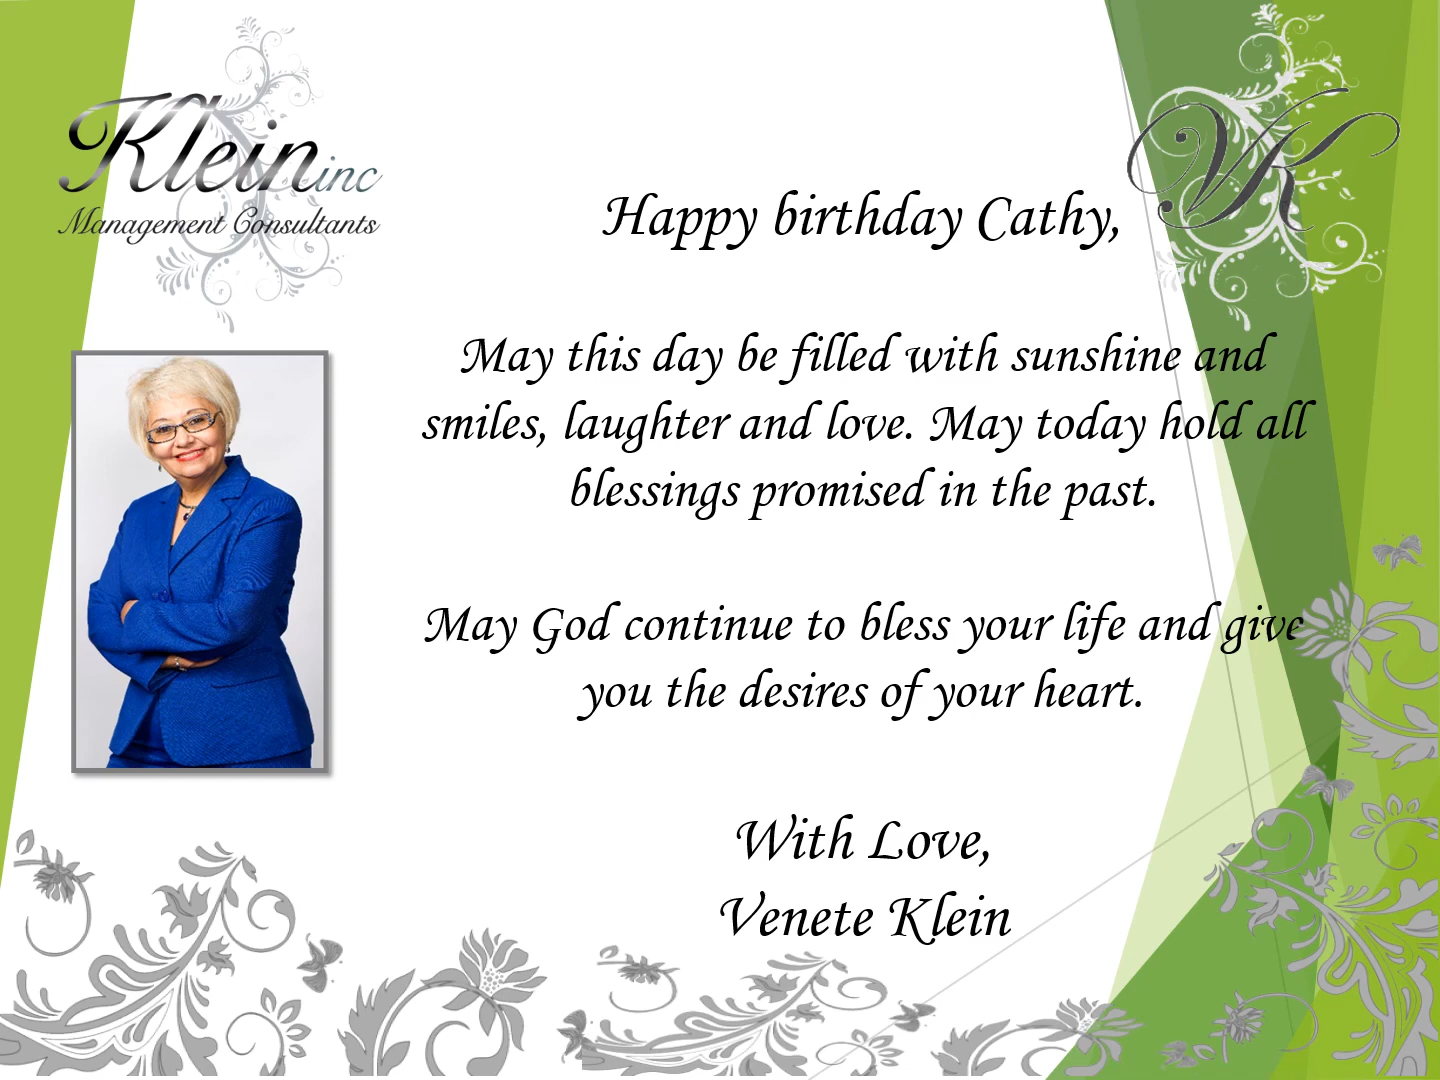 Klein inc
Management Consultants
VK
Happy birthday Cathy,
May this day be filled with sunshine and
smiles, laughter and love. May today hold all
blessings promised in the past.
May God continue to bless your life and give
you the desires of your heart.
With Love,
Venete Klein